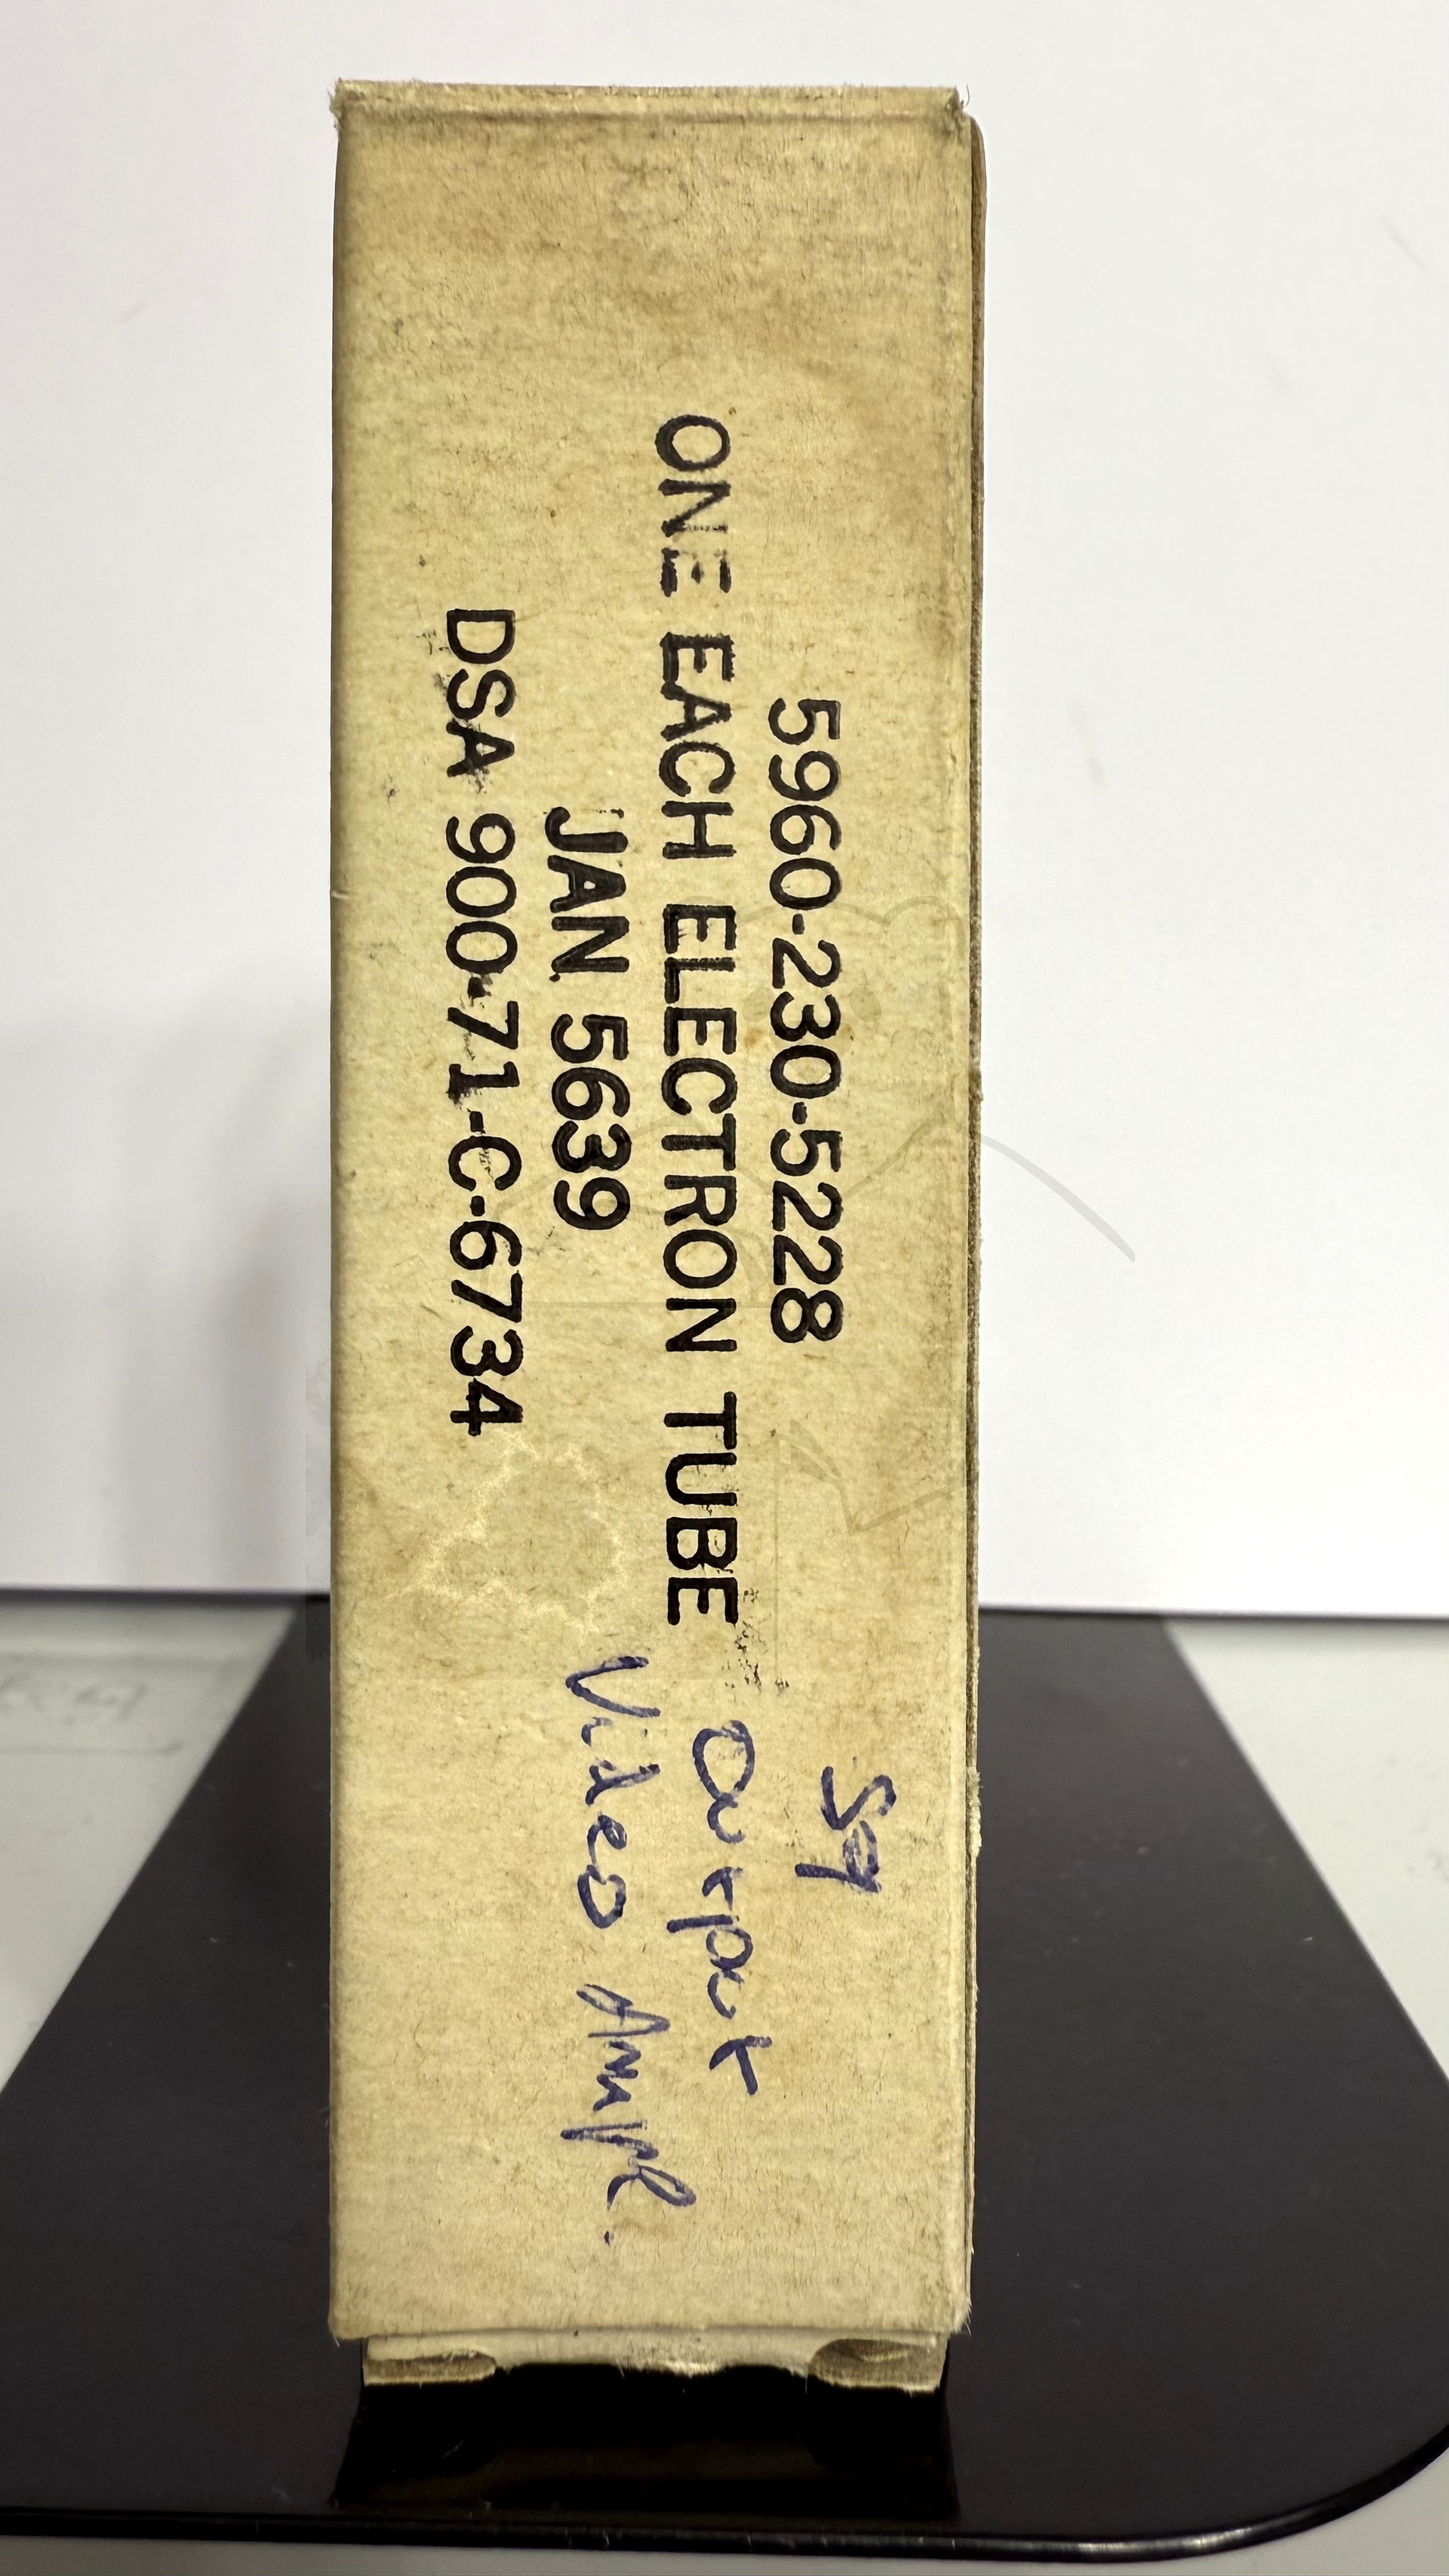 5960-230-5228
ONE EACH ELECTRON TUBE
JAN 5639
DSA 900-71-C-6734
S9
Output
Video Ampl.